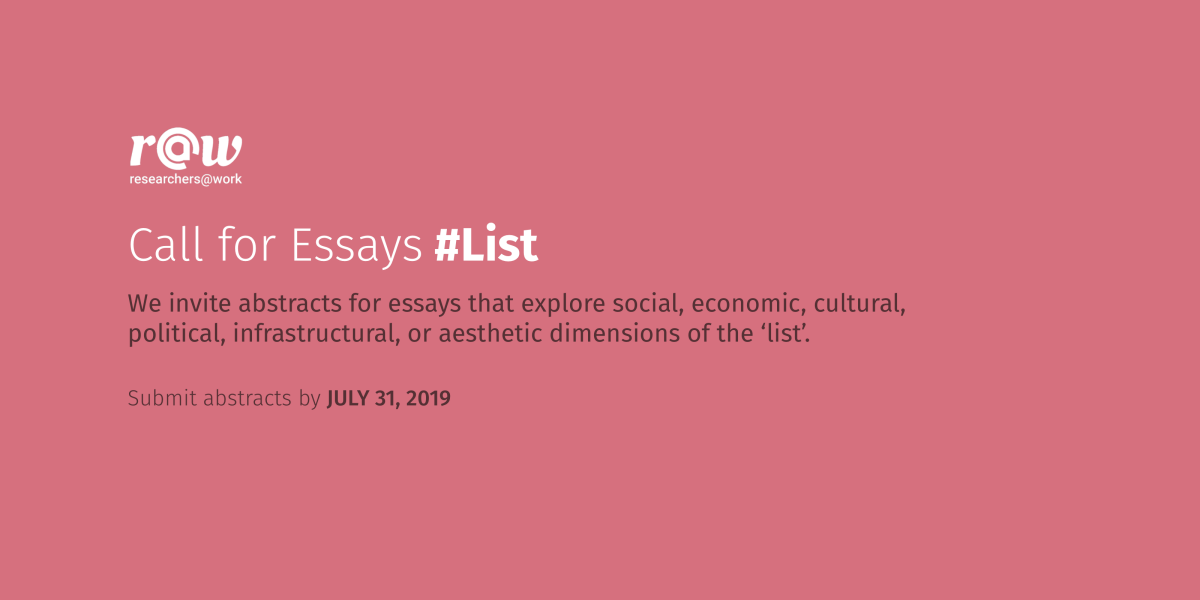 r@w
researchers@work
Call for Essays #List
We invite abstracts for essays that explore social, economic, cultural,
political, infrastructural, or aesthetic dimensions of the ‘list’.
Submit abstracts by JULY 31, 2019